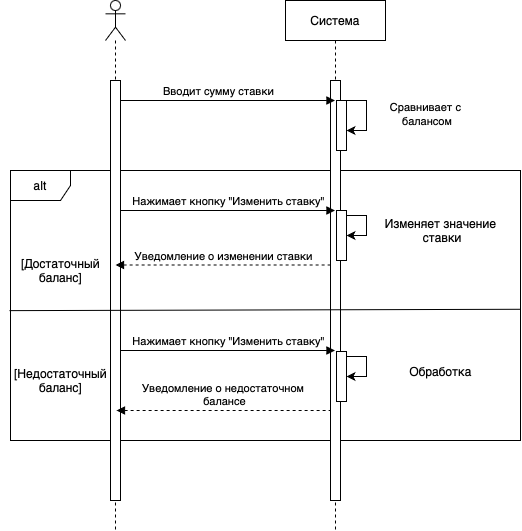 Система
Вводит сумму ставки
Сравнивает с
балансом
alt
Нажимает кнопку "Изменить ставку"
Изменяет значение
ставки
Уведомление о изменении ставки
[Достаточный
баланс]
Нажимает кнопку "Изменить ставку"
[Недостаточный
баланс]
Обработка
Уведомление о недостаточном
балансе